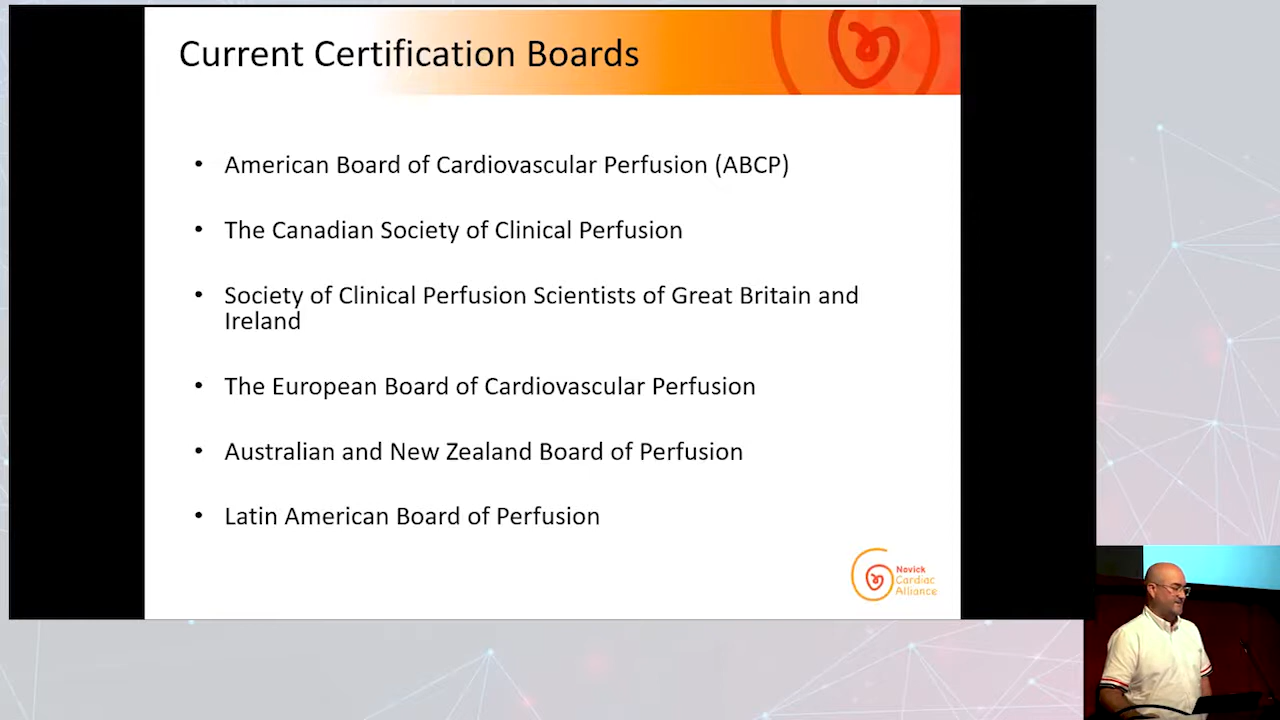 Current Certification Boards
• American Board of Cardiovascular Perfusion (ABCP)
• The Canadian Society of Clinical Perfusion
• Society of Clinical Perfusion Scientists of Great Britain and
Ireland
• The European Board of Cardiovascular Perfusion
• Australian and New Zealand Board of Perfusion
• Latin American Board of Perfusion
Novick
Cardiac
Alliance